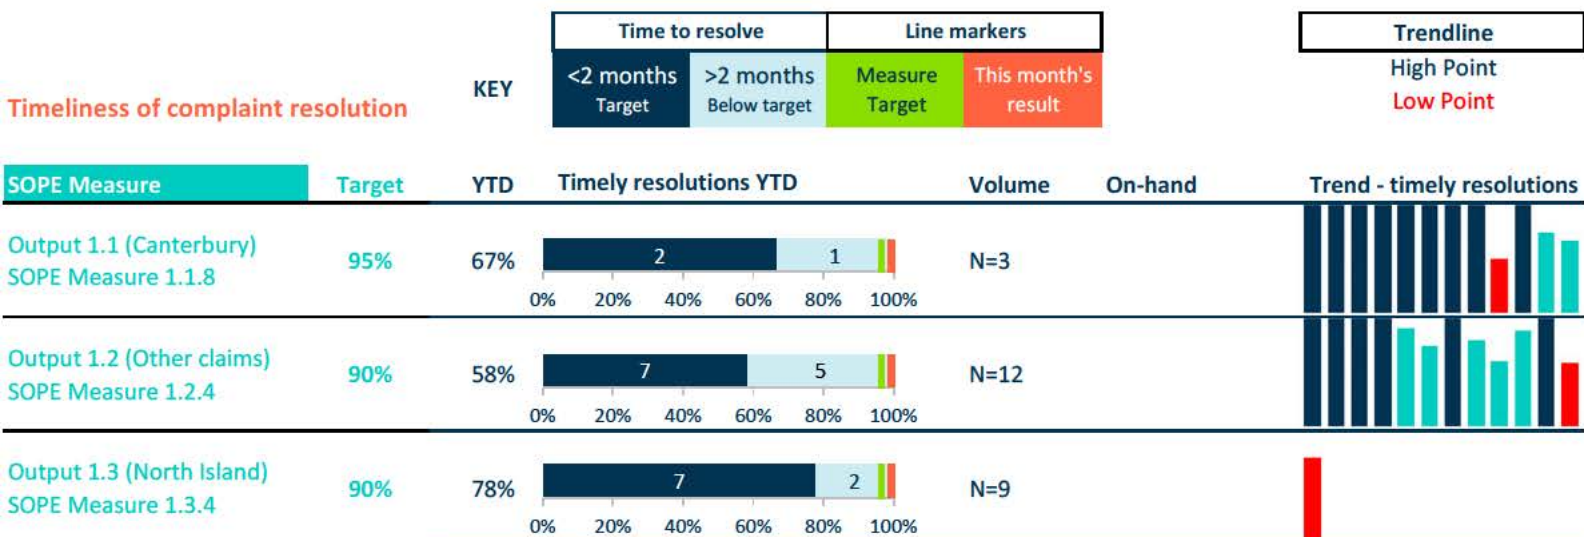 Time to resolve Line markers Trendline
<2 months >2 months Measure This month's High Point
KEY
Target Below target Target result Low Point
Timeliness of complaint resolution
SOPE Measure Target YTD Timely resolutions YTD Volume On-hand Trend - timely resolutions
Output 1.1 (Canterbury)
95% 67% 2 1 N=3
SOPE Measure 1.1.8
0% 20% 40% 60% 80% 100%
Output 1.2 (Other claims)
90% 58% 7 5 N=12
SOPE Measure 1.2.4
0% 20% 40% 60% 80% 100%
Output 1.3 (North Island)
90% 78% 7 2 N=9
SOPE Measure 1.3.4
0% 20% 40% 60% 80% 100%